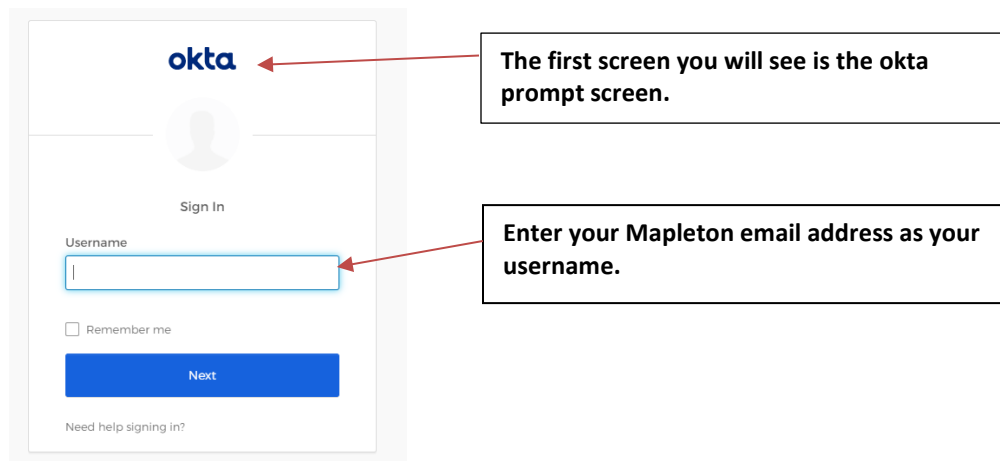 okta
The first screen you will see is the okta
prompt screen.
Sign In
Username
Enter your Mapleton email address as your
username.
Remember me
Next
Need help signing in?